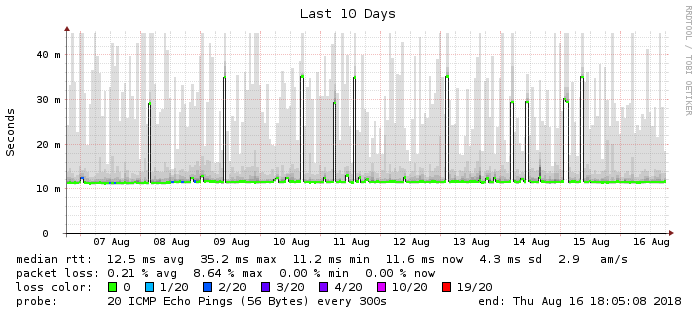 Last 10 Days
RRDTOOL / TOBI OETIKER
Seconds
40 m
30 m
20 m
10 m
0
07 Aug 08 Aug 09 Aug 10 Aug 11 Aug 12 Aug 13 Aug 14 Aug 15 Aug 16 Aug
median rtt: 12.5 ms avg 35.2 ms max 11.2 ms min 11.6 ms now 4.3 ms sd 2.9 am/s
packet loss: 0.21 % avg 8.64 % max 0.00 % min 0.00 % now
loss color: 0 1/20 2/20 3/20 4/20 10/20 19/20
probe: 20 ICMP Echo Pings (56 Bytes) every 300s end: Thu Aug 16 18:05:08 2018